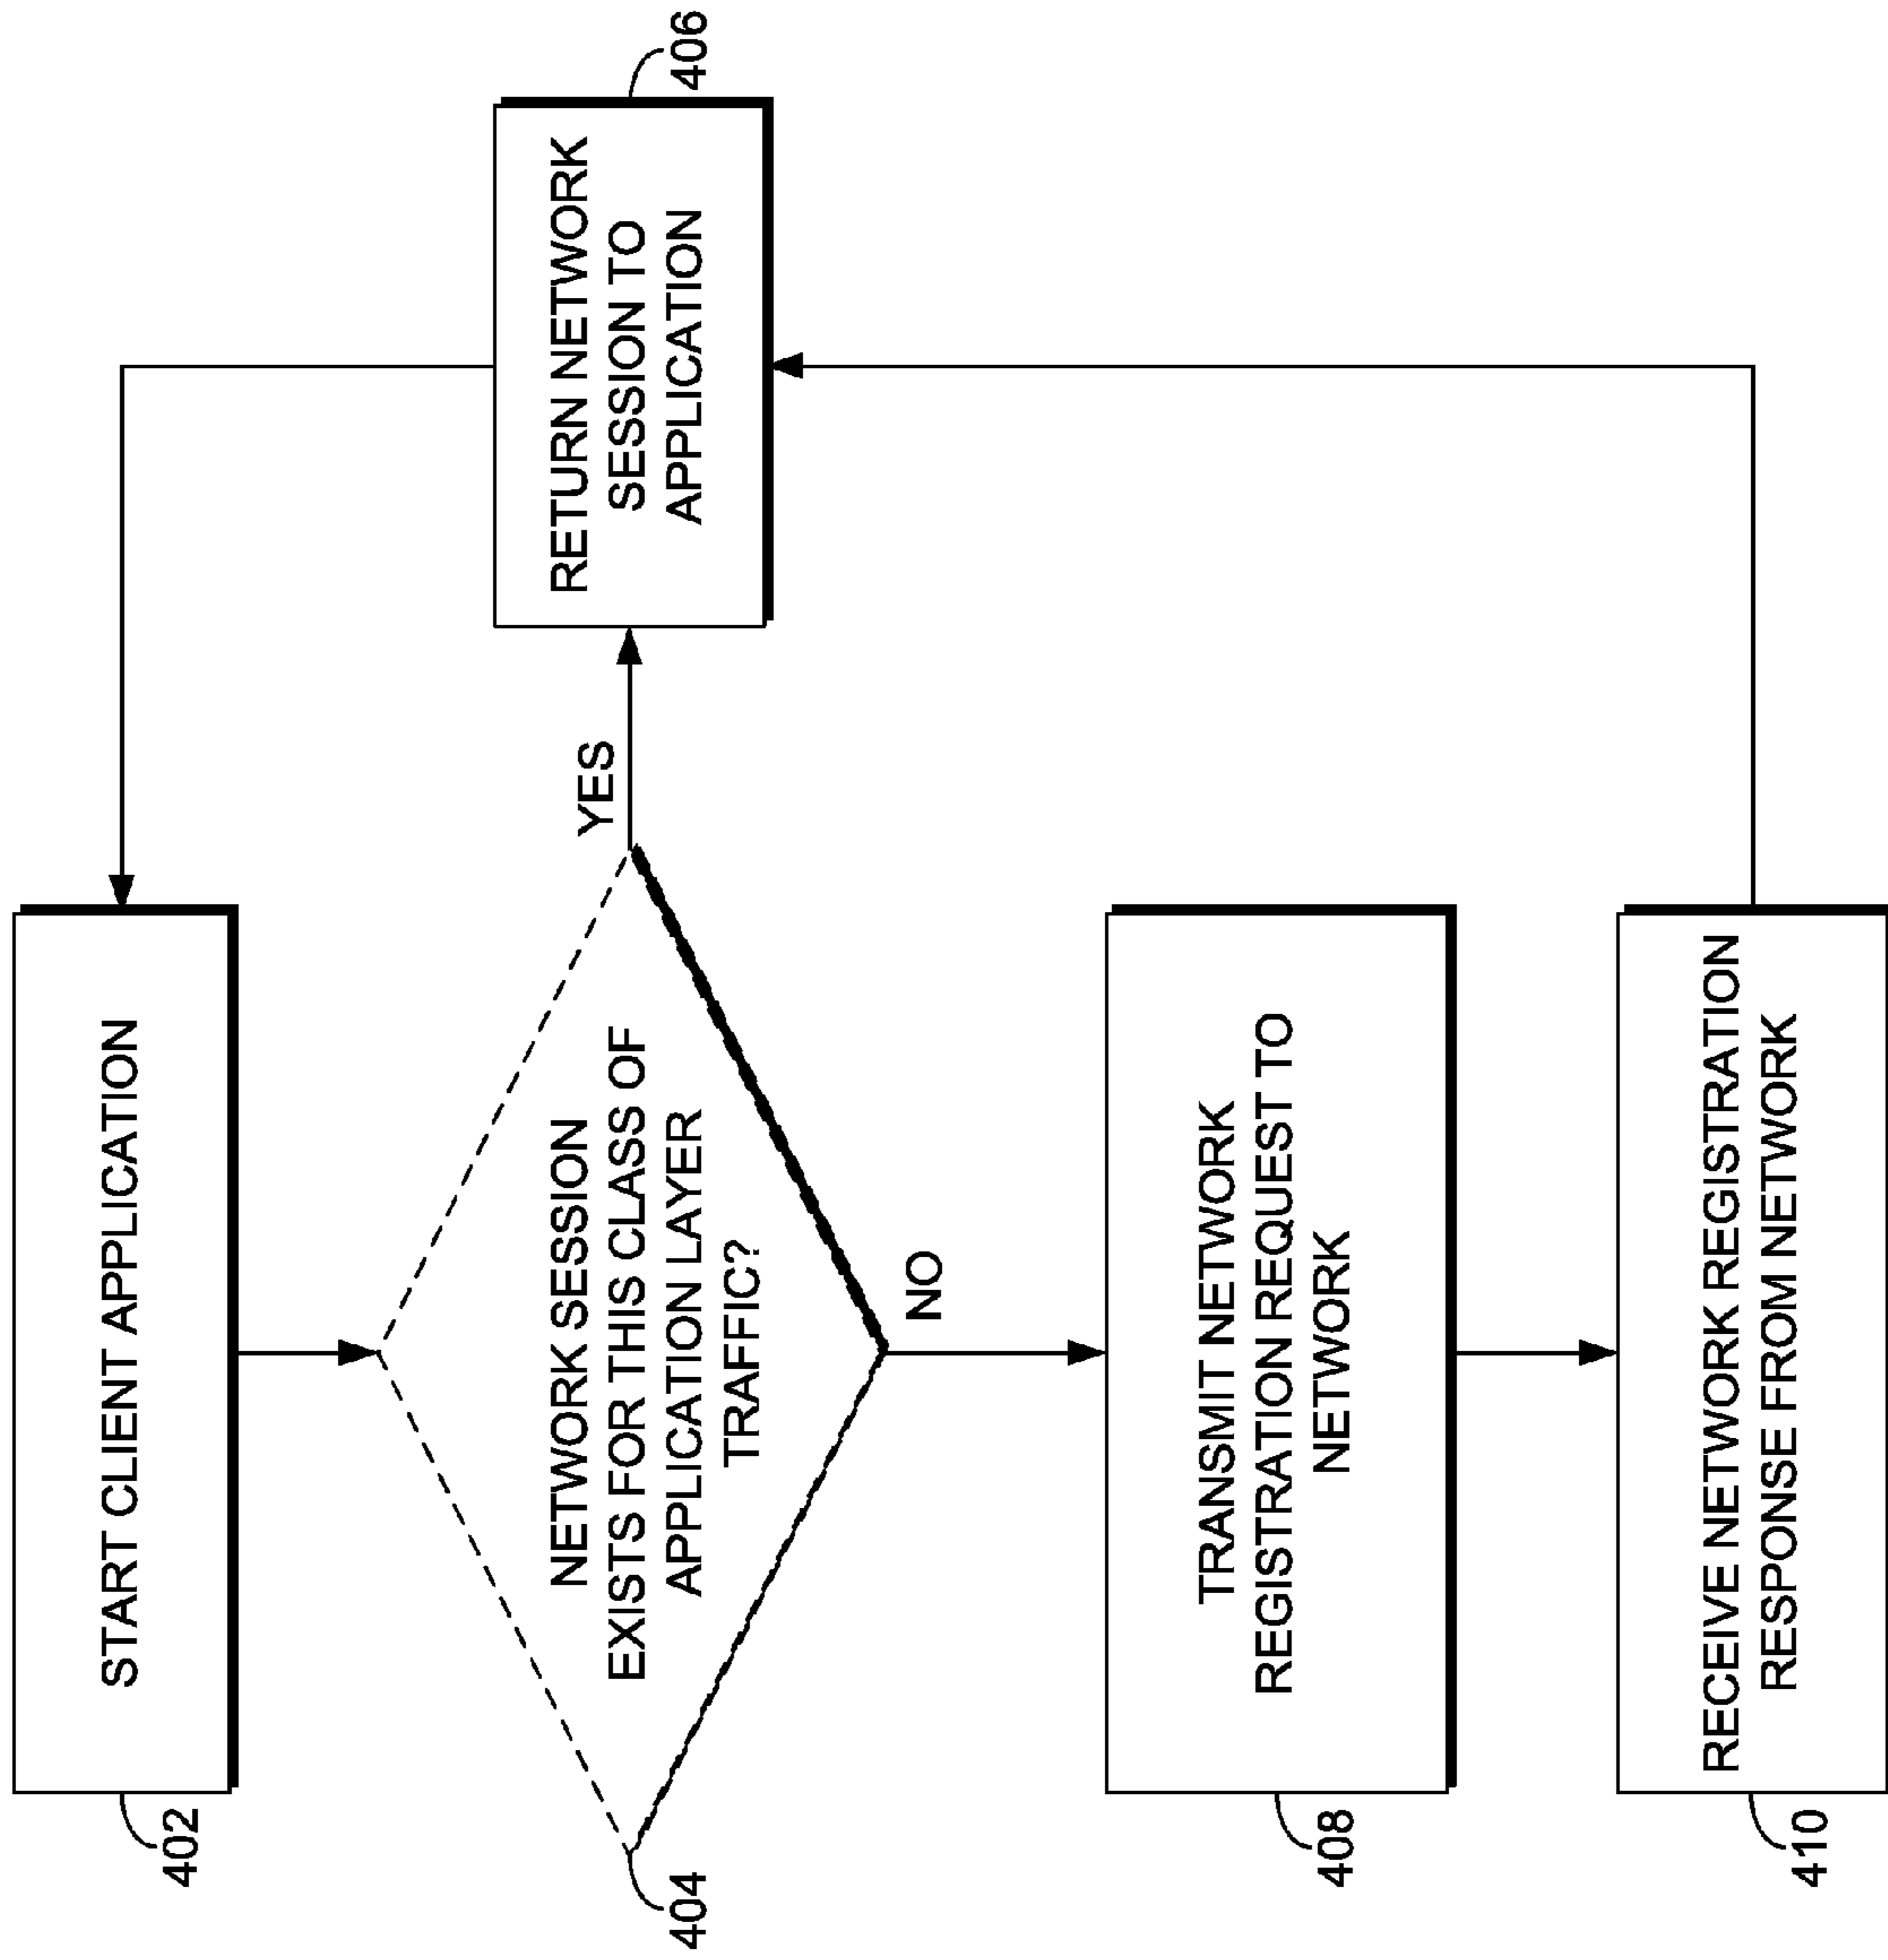 402
START CLIENT APPLICATION
404
NETWORK SESSION
EXISTS FOR THIS CLASS OF
APPLICATION LAYER
TRAFFIC?
YES
RETURN NETWORK
SESSION TO
APPLICATION
406
NO
408
TRANSMIT NETWORK
REGISTRATION REQUEST TO
NETWORK
410
RECEIVE NETWORK REGISTRATION
RESPONSE FROM NETWORK